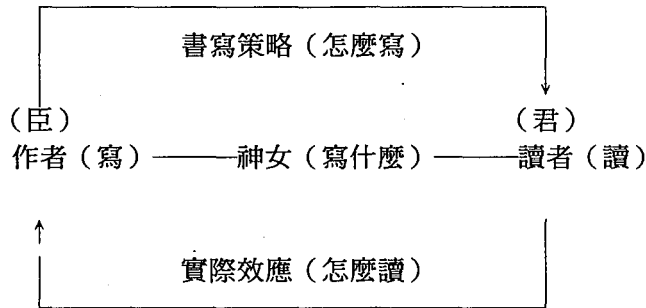 書寫策略（怎麼寫）
（臣） （君）
作者（寫） 神女（寫什麼） 讀者（讀）
實際效應（怎麼讀）